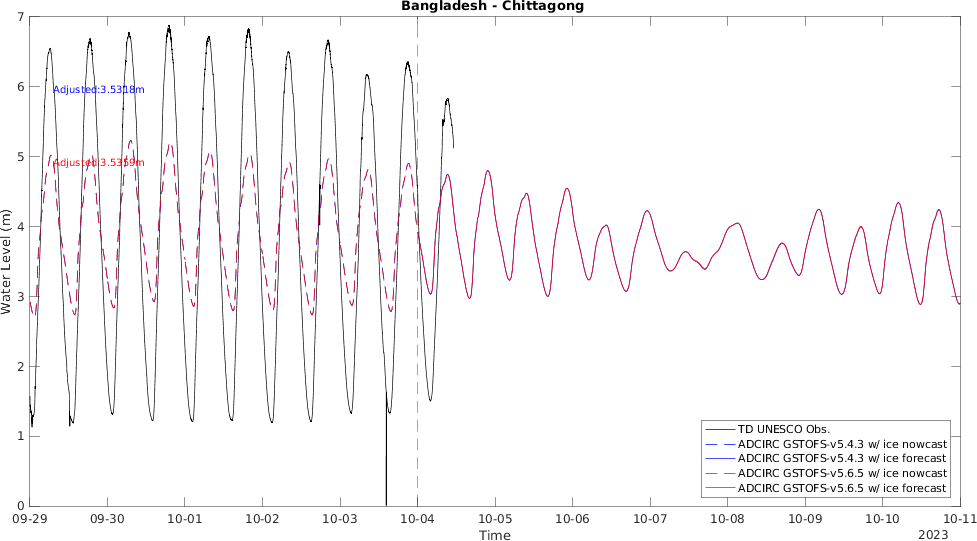 Bangladesh - Chittagong
7
6
5
4
3
2
1
0
Water Level (m)
Adjusted:3.5318m
Adjusted:3.5359m
TD UNESCO Obs.
ADCIRC GSTOFS-v5.4.3 w/ ice nowcast
ADCIRC GSTOFS-v5.4.3 w/ ice forecast
ADCIRC GSTOFS-v5.6.5 w/ ice nowcast
ADCIRC GSTOFS-v5.6.5 w/ ice forecast
09-29 09-30 10-01 10-02 10-03 10-04 10-05 10-06 10-07 10-08 10-09 10-10 10-11
Time
2023